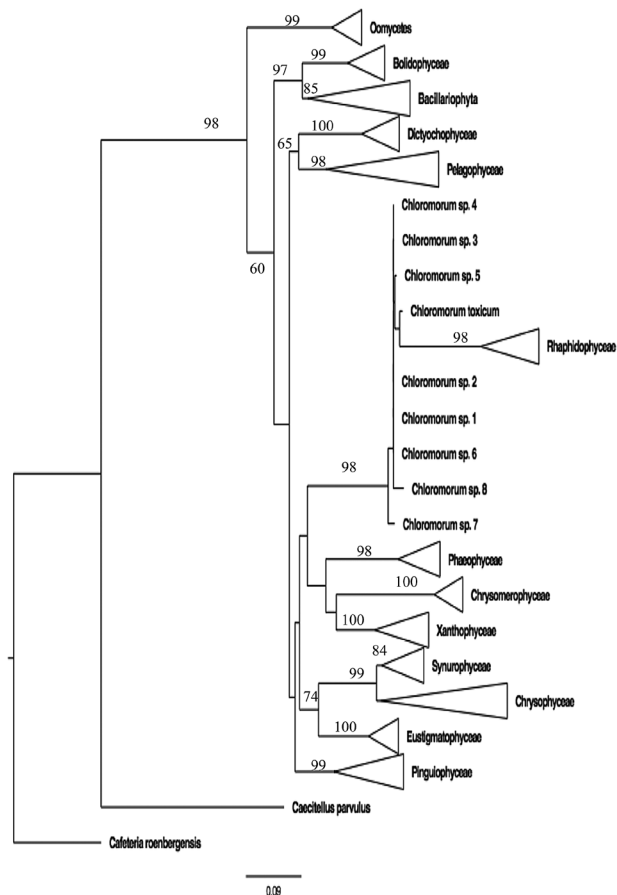 99
Oomycetes
99
Bolidophyceae
97
85
Bacillariophyta
98
100
Dictyochophyceae
65
98
Pelagophyceae
Chloromorum sp. 4
Chloromorum sp. 3
60
Chloromorum sp. 5
Chloromorum toxicum
98
Rhaphidophyceae
Chloromorum sp. 2
Chloromorum sp. 1
Chloromorum sp. 6
98
Chloromorum sp. 8
Chloromorum sp. 7
98
Phaeophyceae
100
Chrysomerophyceae
100
Xanthophyceae
84
Synurophyceae
99
74
Chrysophyceae
100
Eustigmatophyceae
99
Pinguiophyceae
Caecitellus parvulus
Cafeteria roenbergensis
0.09